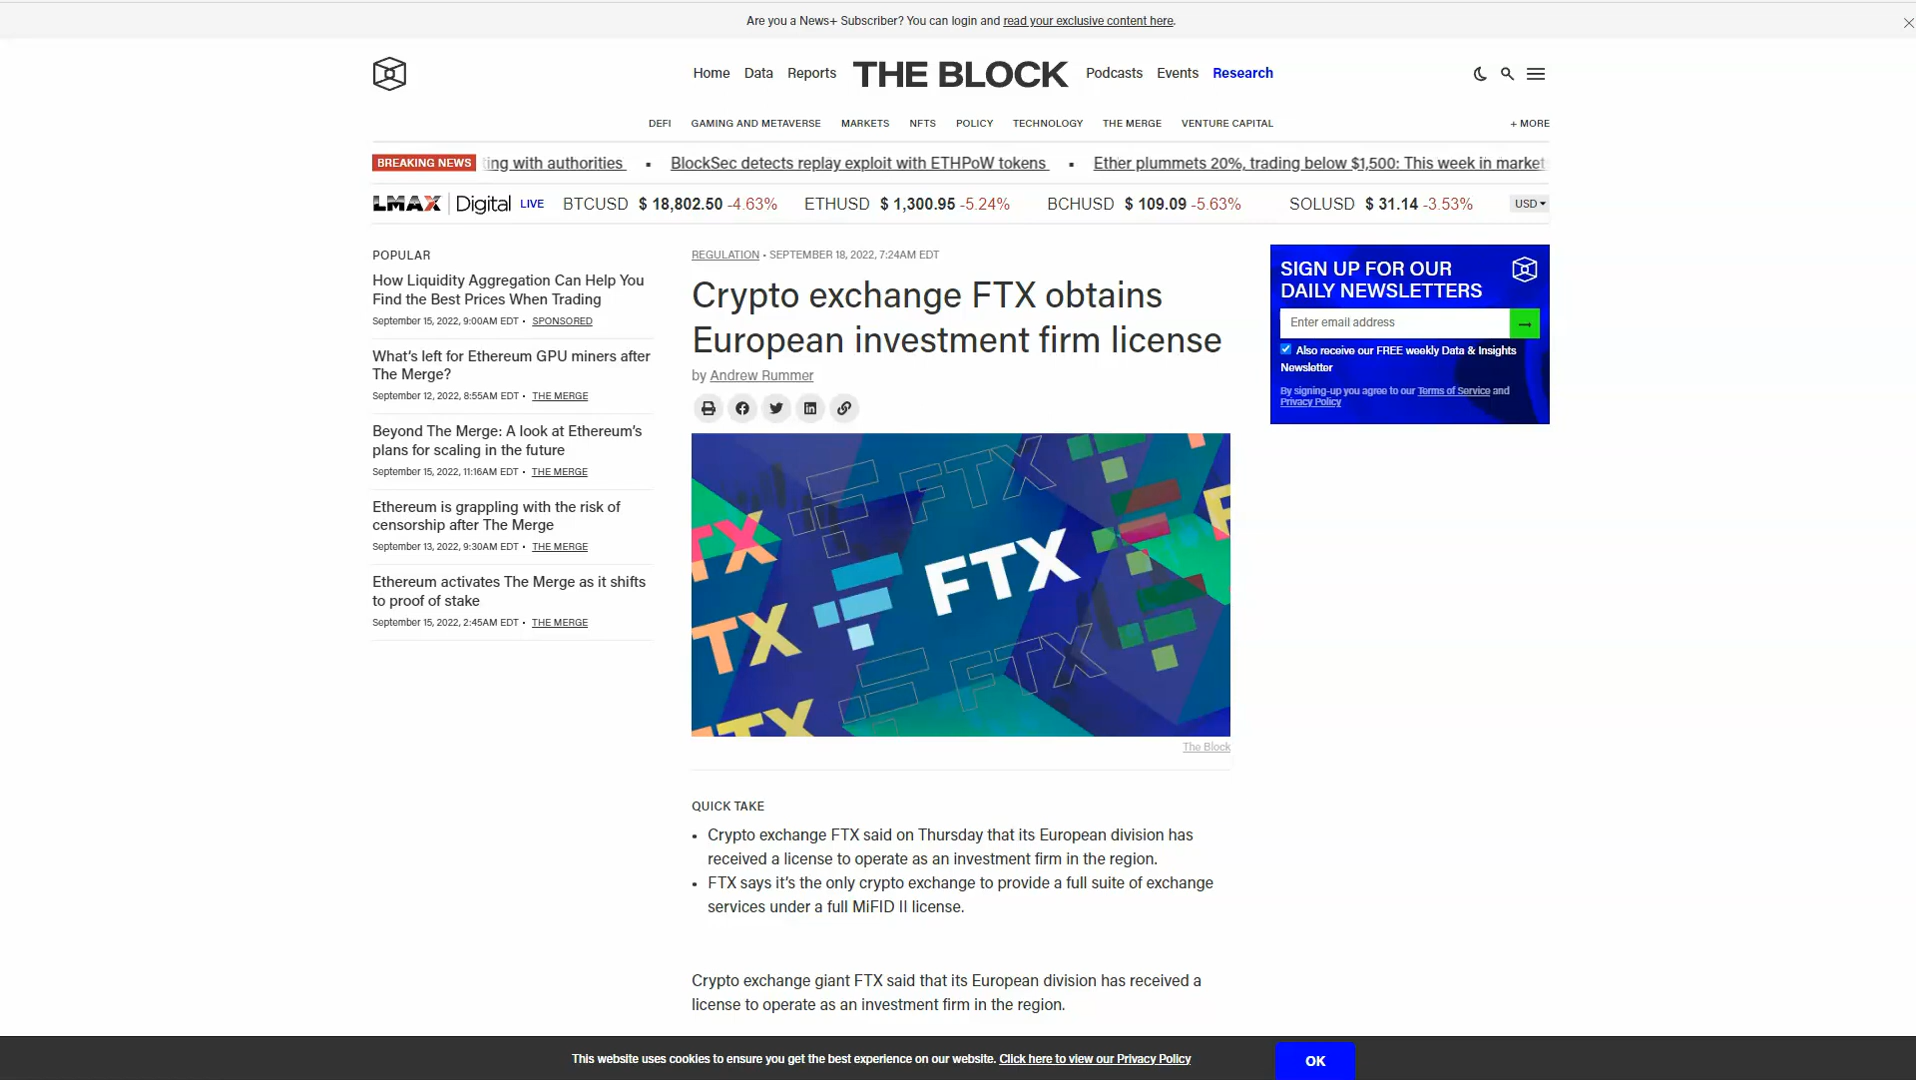 Are you a News+ Subscriber? You can login and read your exclusive content here.
Home Data Reports THE BLOCK Podcasts Events Research
DEFI GAMING AND METAVERSE MARKETS NFTS POLICY TECHNOLOGY THE MERGE VENTURE CAPITAL + MORE
BREAKING NEWS ting with authorities • BlockSec detects replay exploit with ETHPoW tokens • Ether plummets 20%, trading below $1,500: This week in market
LMAX Digital LIVE BTCUSD $ 18,802.50 -4.63% ETHUSD $ 1,300.95 -5.24% BCHUSD $ 109.09 -5.63% SOLUSD $ 31.14 -3.53% USD
POPULAR
How Liquidity Aggregation Can Help You
Find the Best Prices When Trading
September 15, 2022, 9:00AM EDT • SPONSORED
What's left for Ethereum GPU miners after
The Merge?
September 12, 2022, 8:55AM EDT • THE MERGE
Beyond The Merge: A look at Ethereum's
plans for scaling in the future
September 15, 2022, 11:16AM EDT • THE MERGE
Ethereum is grappling with the risk of
censorship after The Merge
September 13, 2022, 9:30AM EDT • THE MERGE
Ethereum activates The Merge as it shifts
to proof of stake
September 15, 2022, 2:45AM EDT • THE MERGE
REGULATION • SEPTEMBER 18, 2022, 7:24AM EDT
Crypto exchange FTX obtains
European investment firm license
by Andrew Rummer
FTX
FTX
TX
TX
FTX
TX
F
The Block
QUICK TAKE
• Crypto exchange FTX said on Thursday that its European division has
received a license to operate as an investment firm in the region.
• FTX says it's the only crypto exchange to provide a full suite of exchange
services under a full MiFID II license.
Crypto exchange giant FTX said that its European division has received a
license to operate as an investment firm in the region.
SIGN UP FOR OUR
DAILY NEWSLETTERS
Enter email address →
Also receive our FREE weekly Data & Insights
Newsletter
By signing-up you agree to our Terms of Service and
Privacy Policy
This website uses cookies to ensure you get the best experience on our website. Click here to view our Privacy Policy OK